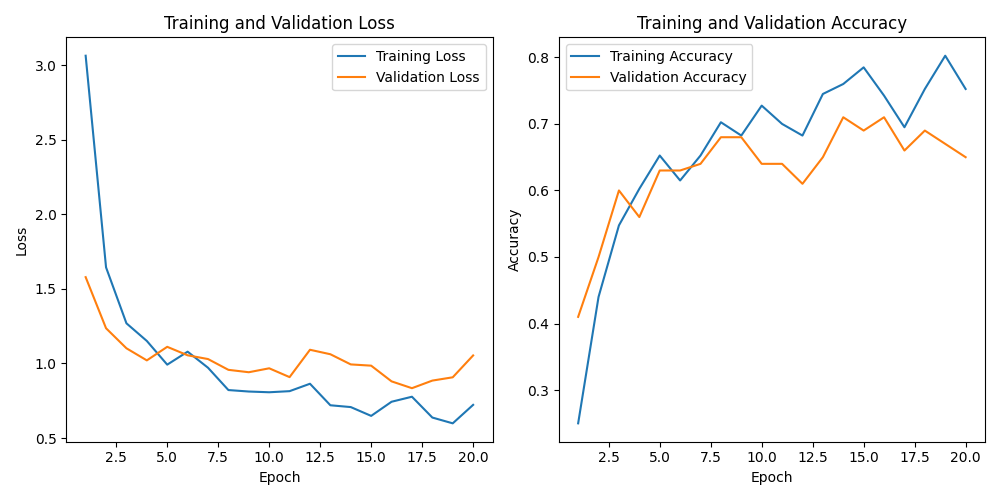 Training and Validation Loss
Training Loss
Validation Loss
3.0
2.5
2.0
1.5
1.0
0.5
Loss
2.5 5.0 7.5 10.0 12.5 15.0 17.5 20.0
Epoch
Training and Validation Accuracy
Training Accuracy
Validation Accuracy
0.8
0.7
0.6
0.5
0.4
0.3
Accuracy
2.5 5.0 7.5 10.0 12.5 15.0 17.5 20.0
Epoch